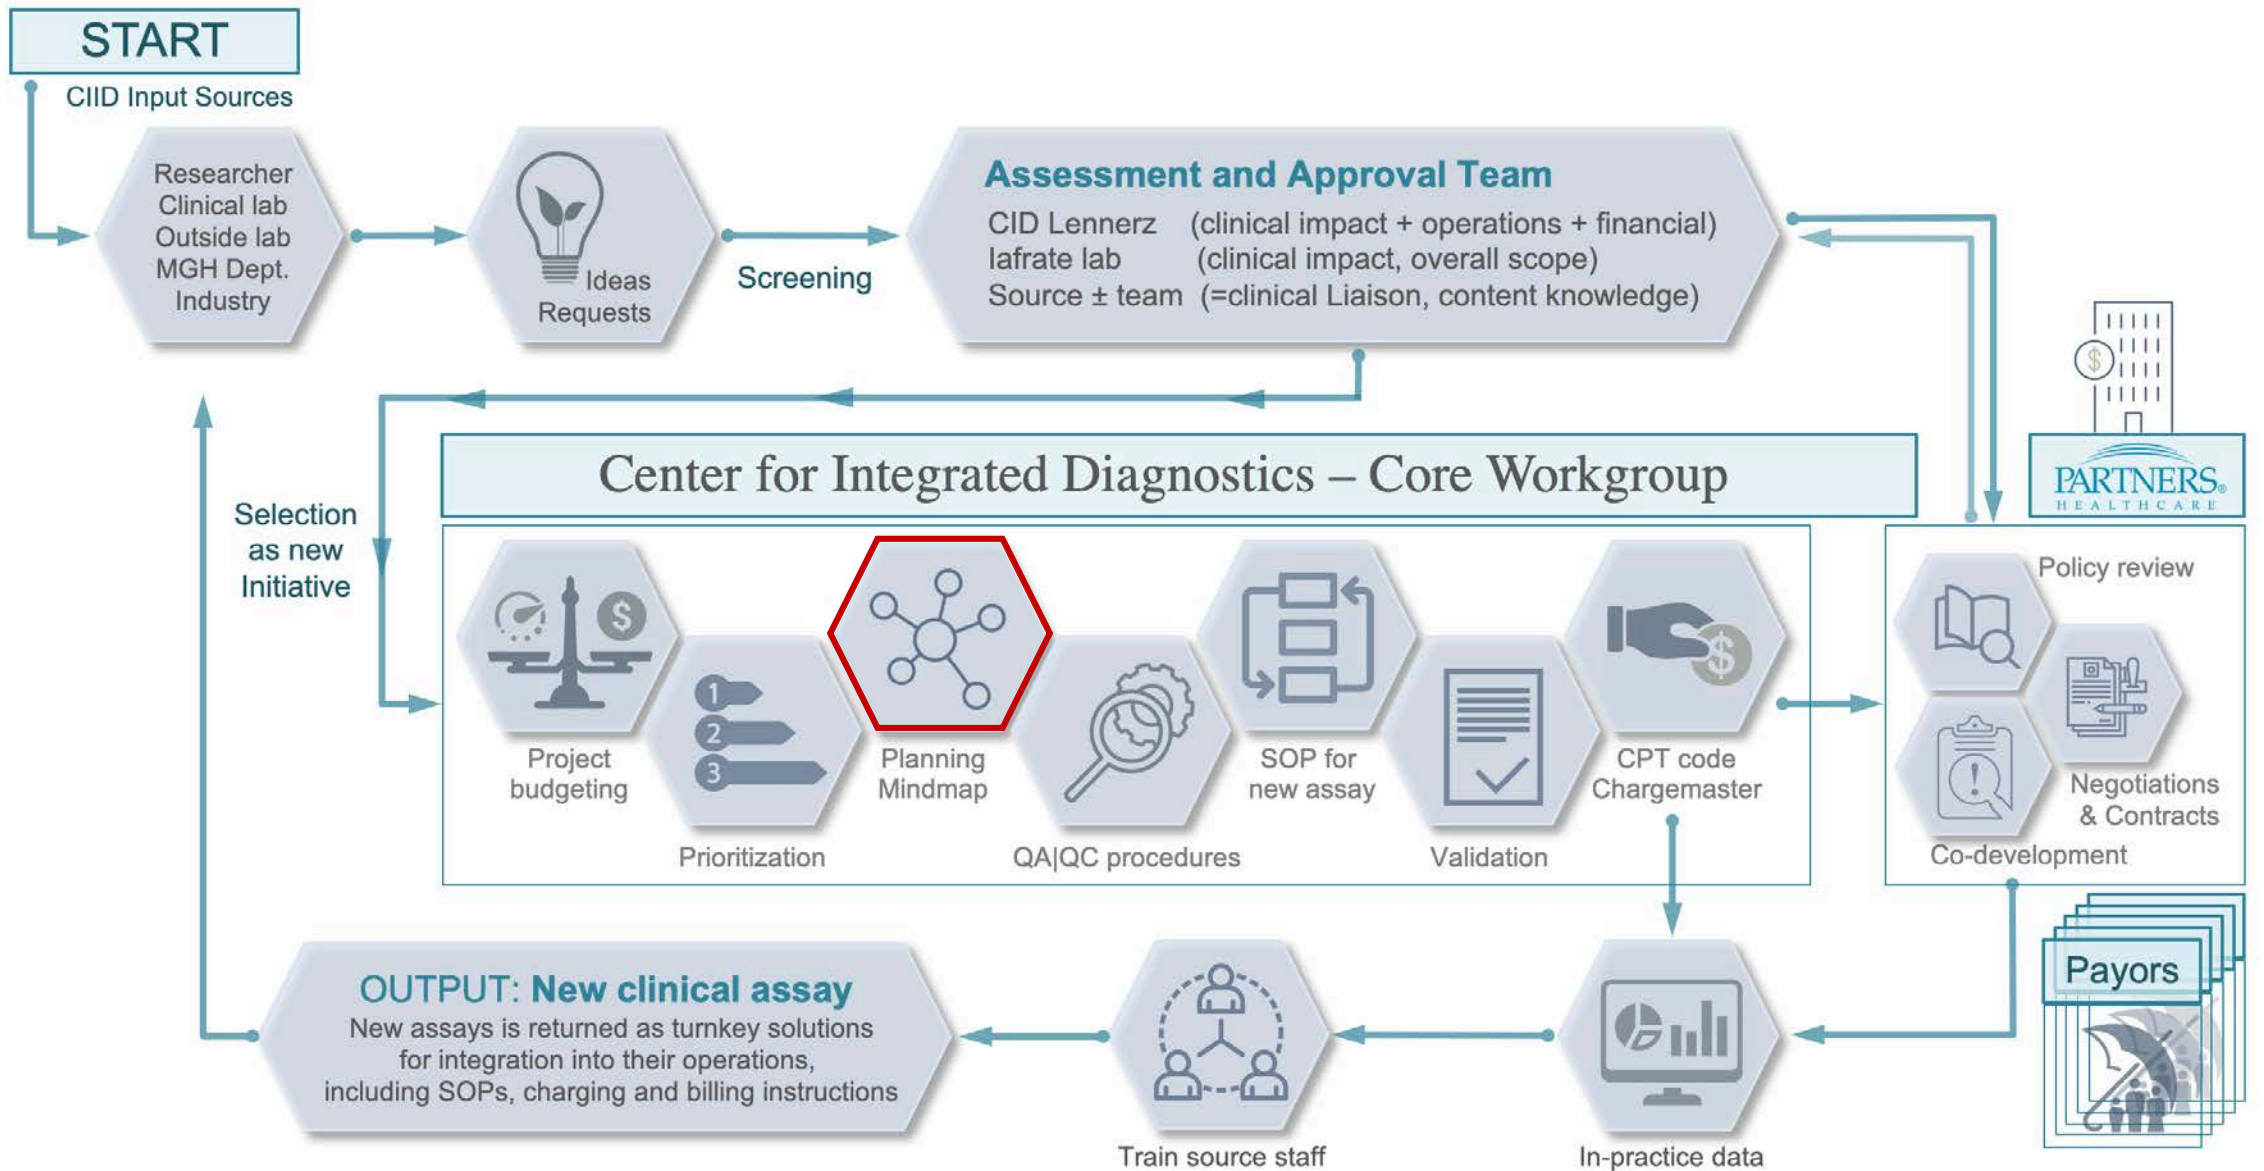 START
CIID Input Sources
Researcher
Clinical lab
Outside lab
MGH Dept.
Industry
Ideas
Requests
Screening
Assessment and Approval Team
CID Lennerz (clinical impact + operations + financial)
Iafrate lab (clinical impact, overall scope)
Source ± team (=clinical Liaison, content knowledge)
$
PARTNERS®
HEALTHCARE
Selection
as new
Initiative
Center for Integrated Diagnostics – Core Workgroup
$
Project
budgeting
1
2
3
Prioritization
Planning
Mindmap
QA|QC procedures
SOP for
new assay
Validation
$
CPT code
Chargemaster
Policy review
Negotiations
& Contracts
!
Co-development
Payors
OUTPUT: New clinical assay
New assays is returned as turnkey solutions
for integration into their operations,
including SOPs, charging and billing instructions
Train source staff
In-practice data